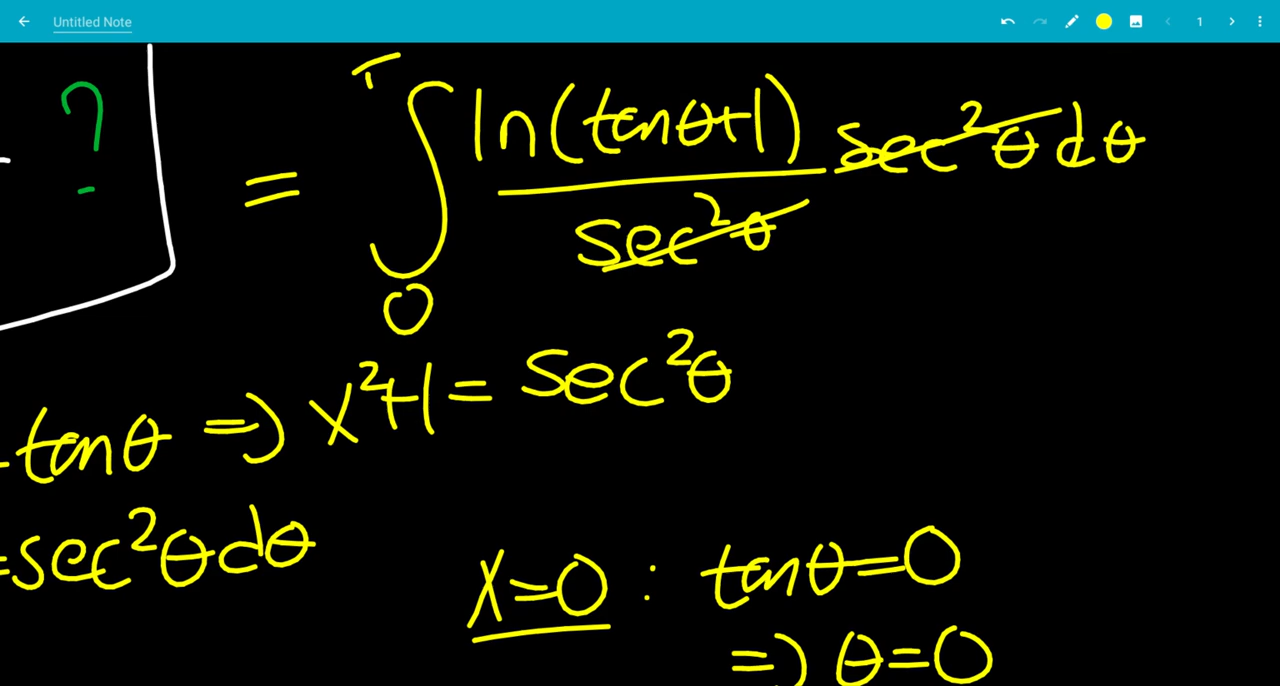 Untitled Note
1
?
= ∫₀ ln(tanθ+1)/sec²θ sec²θ dθ
tanθ => x²+1 = sec²θ
=sec²θdθ
x=0 : tanθ=0
=> θ=0